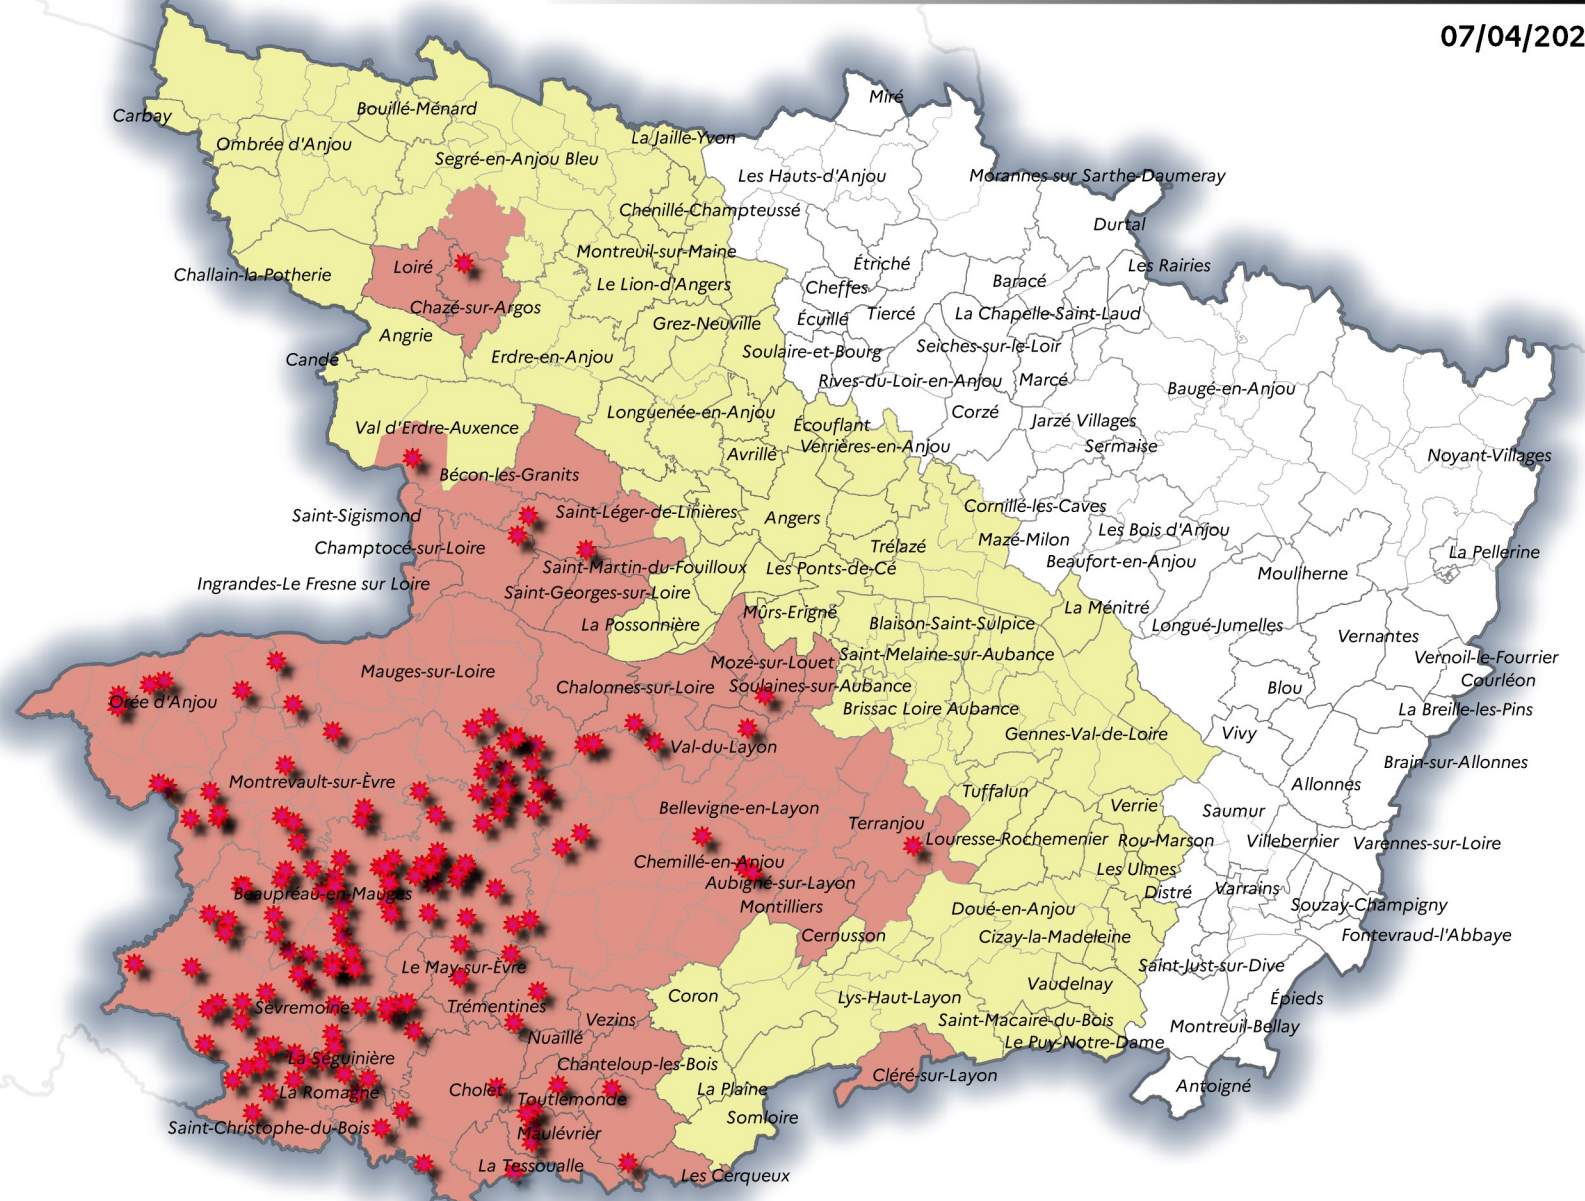 07/04/202
Miré
Carbay
Bouillé-Ménard
Ombrée d'Anjou
La Jaille-Yvon
Segré-en-Anjou Bleu
Les Hauts-d'Anjou
Morannes sur Sarthe-Daumeray
Chenillé-Champteussé
Durtal
Montreuil-sur-Maine
Étriché
Les Rairies
Loiré
Challain-la-Potherie
Le Lion-d'Angers
Cheffes
Baracé
Chazé-sur-Argos
Écuillé
Tiercé
La Chapelle-Saint-Laud
Grez-Neuville
Angrie
Soulaire-et-Bourg
Seiches-sur-le-Loir
Candé
Erdre-en-Anjou
Rives-du-Loir-en-Anjou
Marcé
Baugé-en-Anjou
Longuenée-en-Anjou
Corzé
Jarzé Villages
Val d'Erdre-Auxence
Écouflant
Verrières-en-Anjou
Sermaise
Avrillé
Noyant-Villages
Bécon-les-Granits
Saint-Sigismond
Saint-Léger-de-Linières
Angers
Cornillé-les-Caves
Les Bois d'Anjou
Champtocé-sur-Loire
Trélazé
Mazé-Milon
La Pellerine
Saint-Martin-du-Fouilloux
Les Ponts-de-Cé
Beaufort-en-Anjou
Mouliherne
Ingrandes-Le Fresne sur Loire
Saint-Georges-sur-Loire
La Possonnière
Mûrs-Erigné
Blaison-Saint-Sulpice
La Ménitré
Longué-Jumelles
Vernantes
Mauges-sur-Loire
Mozé-sur-Louet
Saint-Melaine-sur-Aubance
Vernoil-le-Fourrier
Courléon
Orée d'Anjou
Chalonnes-sur-Loire
Soulaines-sur-Aubance
Blou
Brissac Loire Aubance
La Breille-les-Pins
Val-du-Layon
Gennes-Val-de-Loire
Vivy
Brain-sur-Allonnes
Montrevault-sur-Èvre
Tuffalun
Allonnes
Bellevigne-en-Layon
Verrie
Saumur
Terranjou
Louresse-Rochemenier
Rou-Marson
Villebernier
Varennes-sur-Loire
Chemillé-en-Anjou
Les Ulmes
Aubigné-sur-Layon
Distré
Varrains
Beaupréau-en-Mauges
Montilliers
Doué-en-Anjou
Souzay-Champigny
Cernusson
Cizay-la-Madeleine
Fontevraud-l'Abbaye
Le May-sur-Èvre
Saint-Just-sur-Dive
Coron
Lys-Haut-Layon
Vaudelnay
Épieds
Sèvremoine
Trémentines
Vezins
Saint-Macaire-du-Bois
Montreuil-Bellay
Nuaillé
Le Puy-Notre-Dame
La Séguinière
Chanteloup-les-Bois
Cléré-sur-Layon
La Romagne
Cholet
Toutlemonde
La Plaine
Antoigné
Saint-Christophe-du-Bois
Maulévrier
Somloire
La Tessoualle
Les Cerqueux